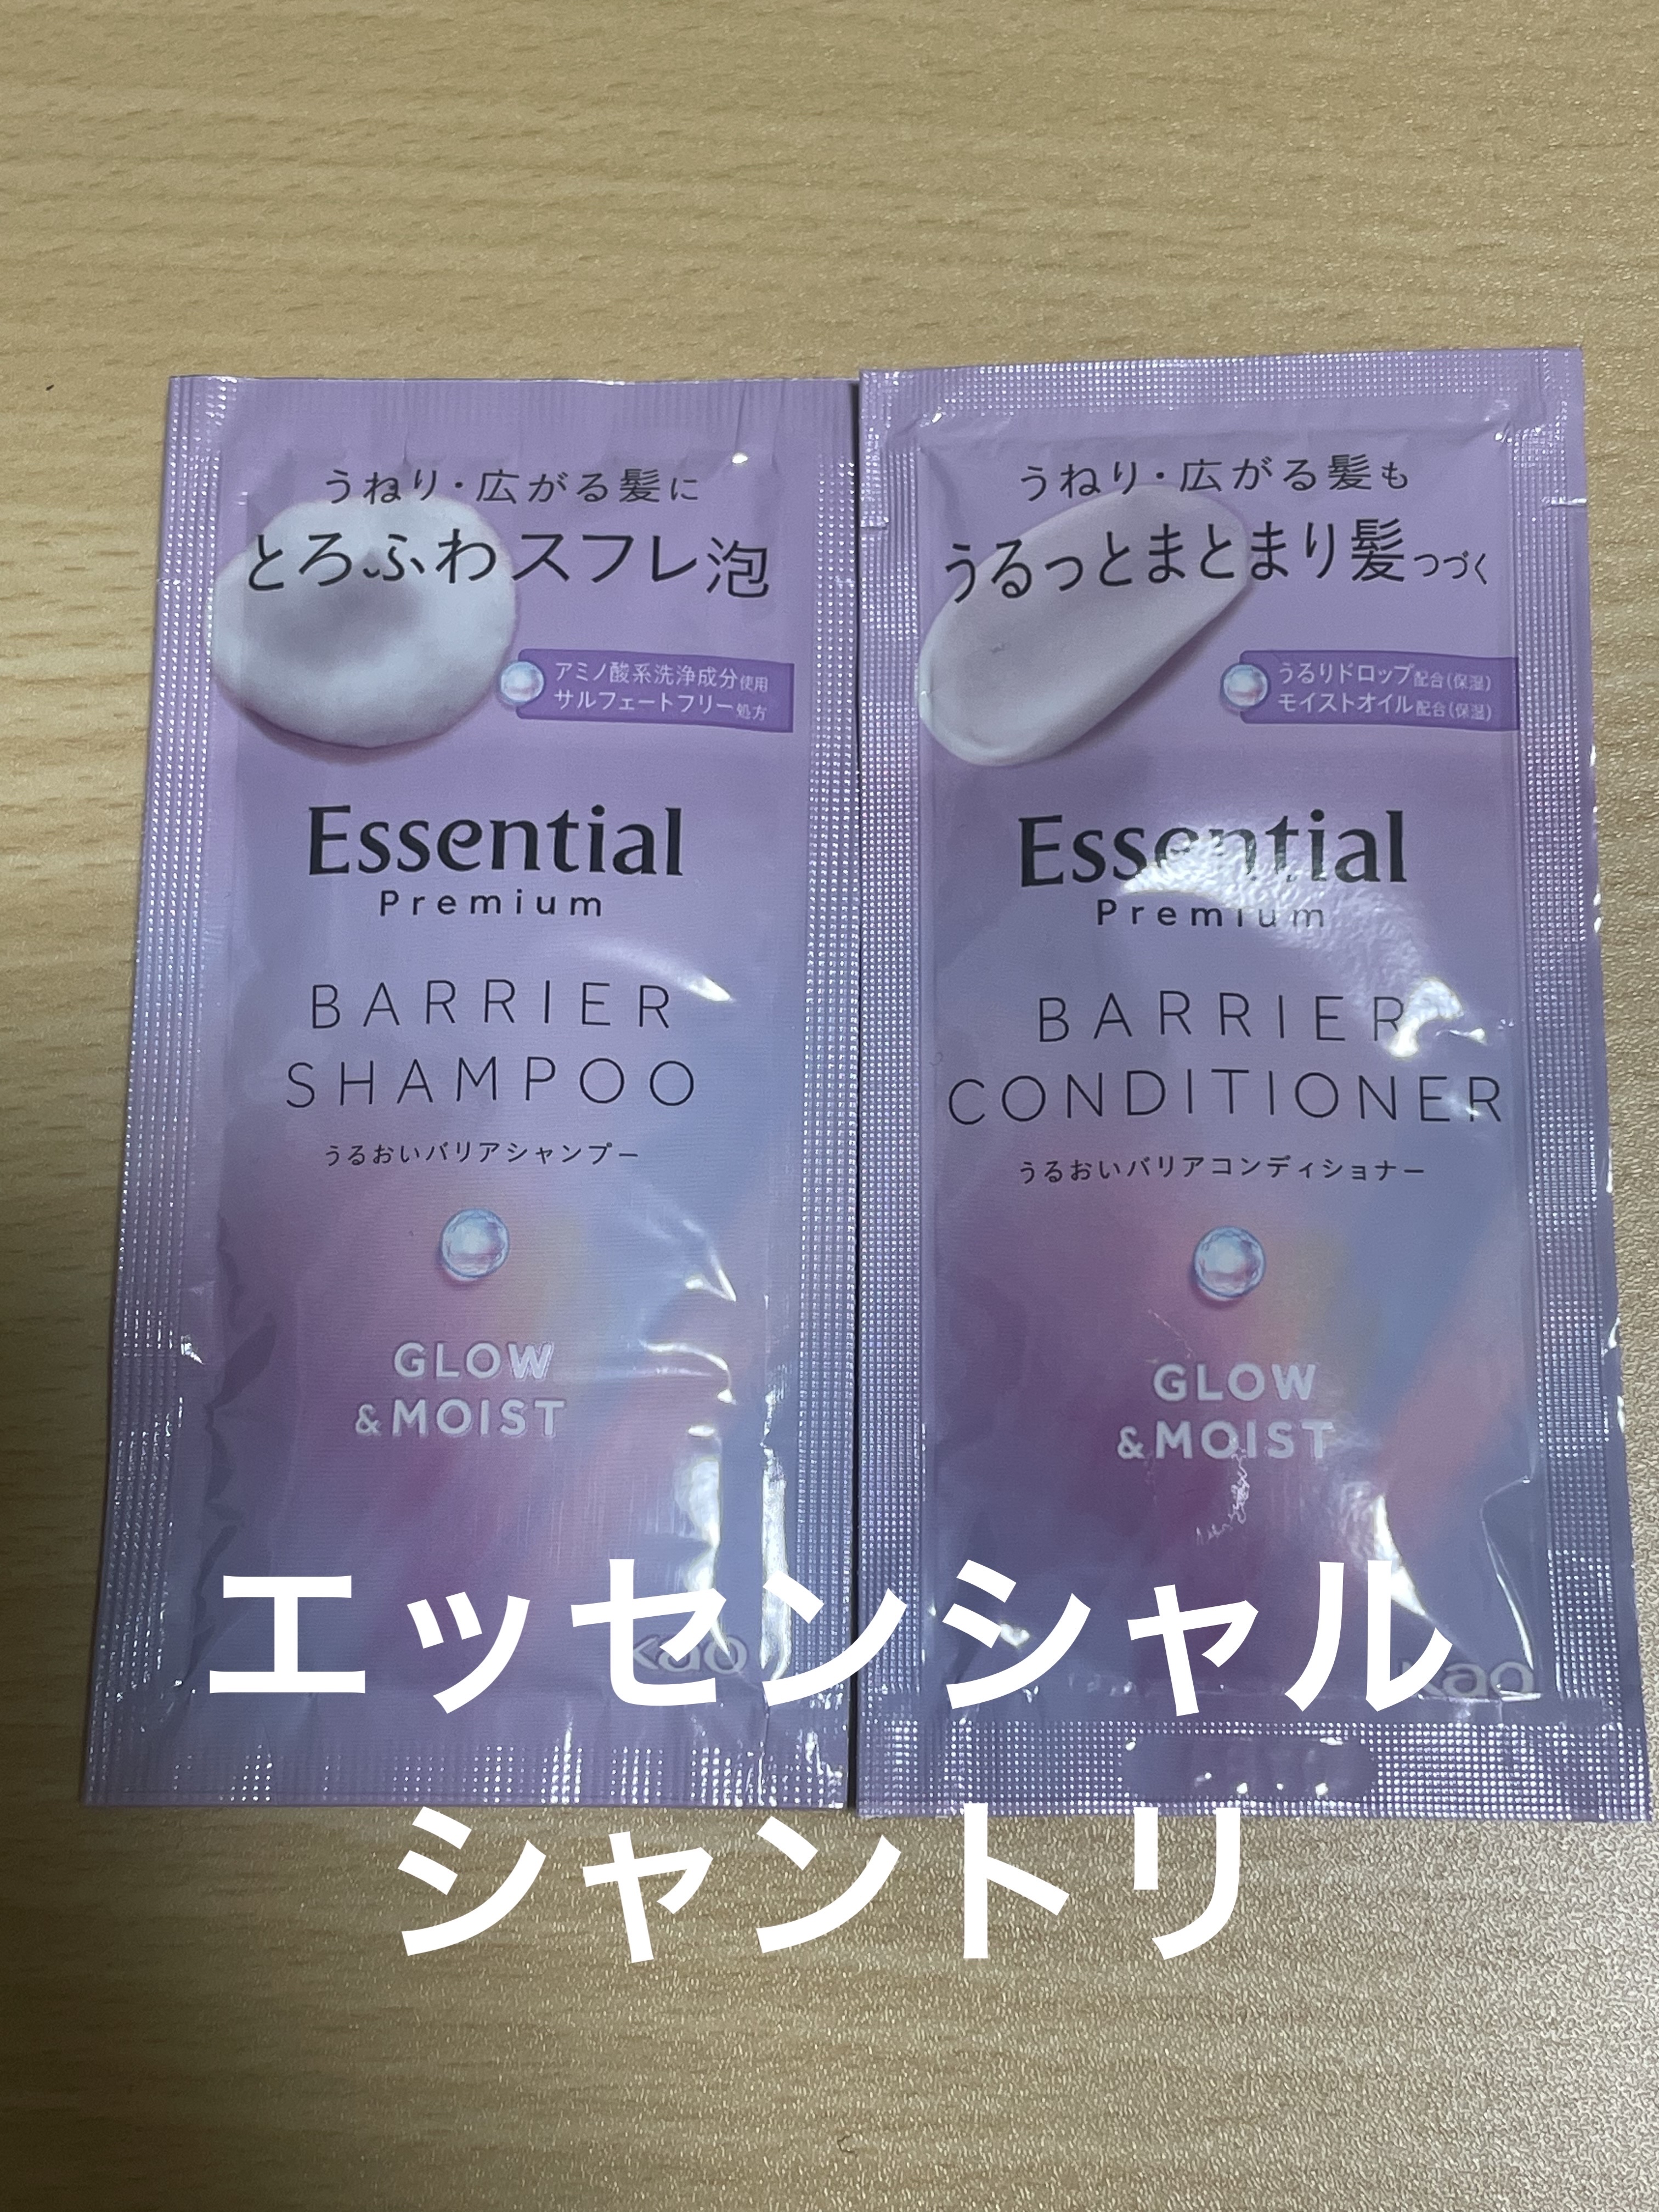 うねり・広がる髪に
とろふわスフレ泡
アミノ酸系洗浄成分使用
サルフェートフリー処方
Essential
Premium
BARRIER
SHAMPOO
うるおいバリアシャンプー
GLOW
&MOIST
Kao
うねり・広がる髪も
うるっとまとまり髪つづく
うるりドロップ配合(保湿)
モイストオイル配合(保湿)
Essential
Premium
BARRIER
CONDITIONER
うるおいバリアコンディショナー
GLOW
&MOIST
Kao
エッセンシャル
シャントリ